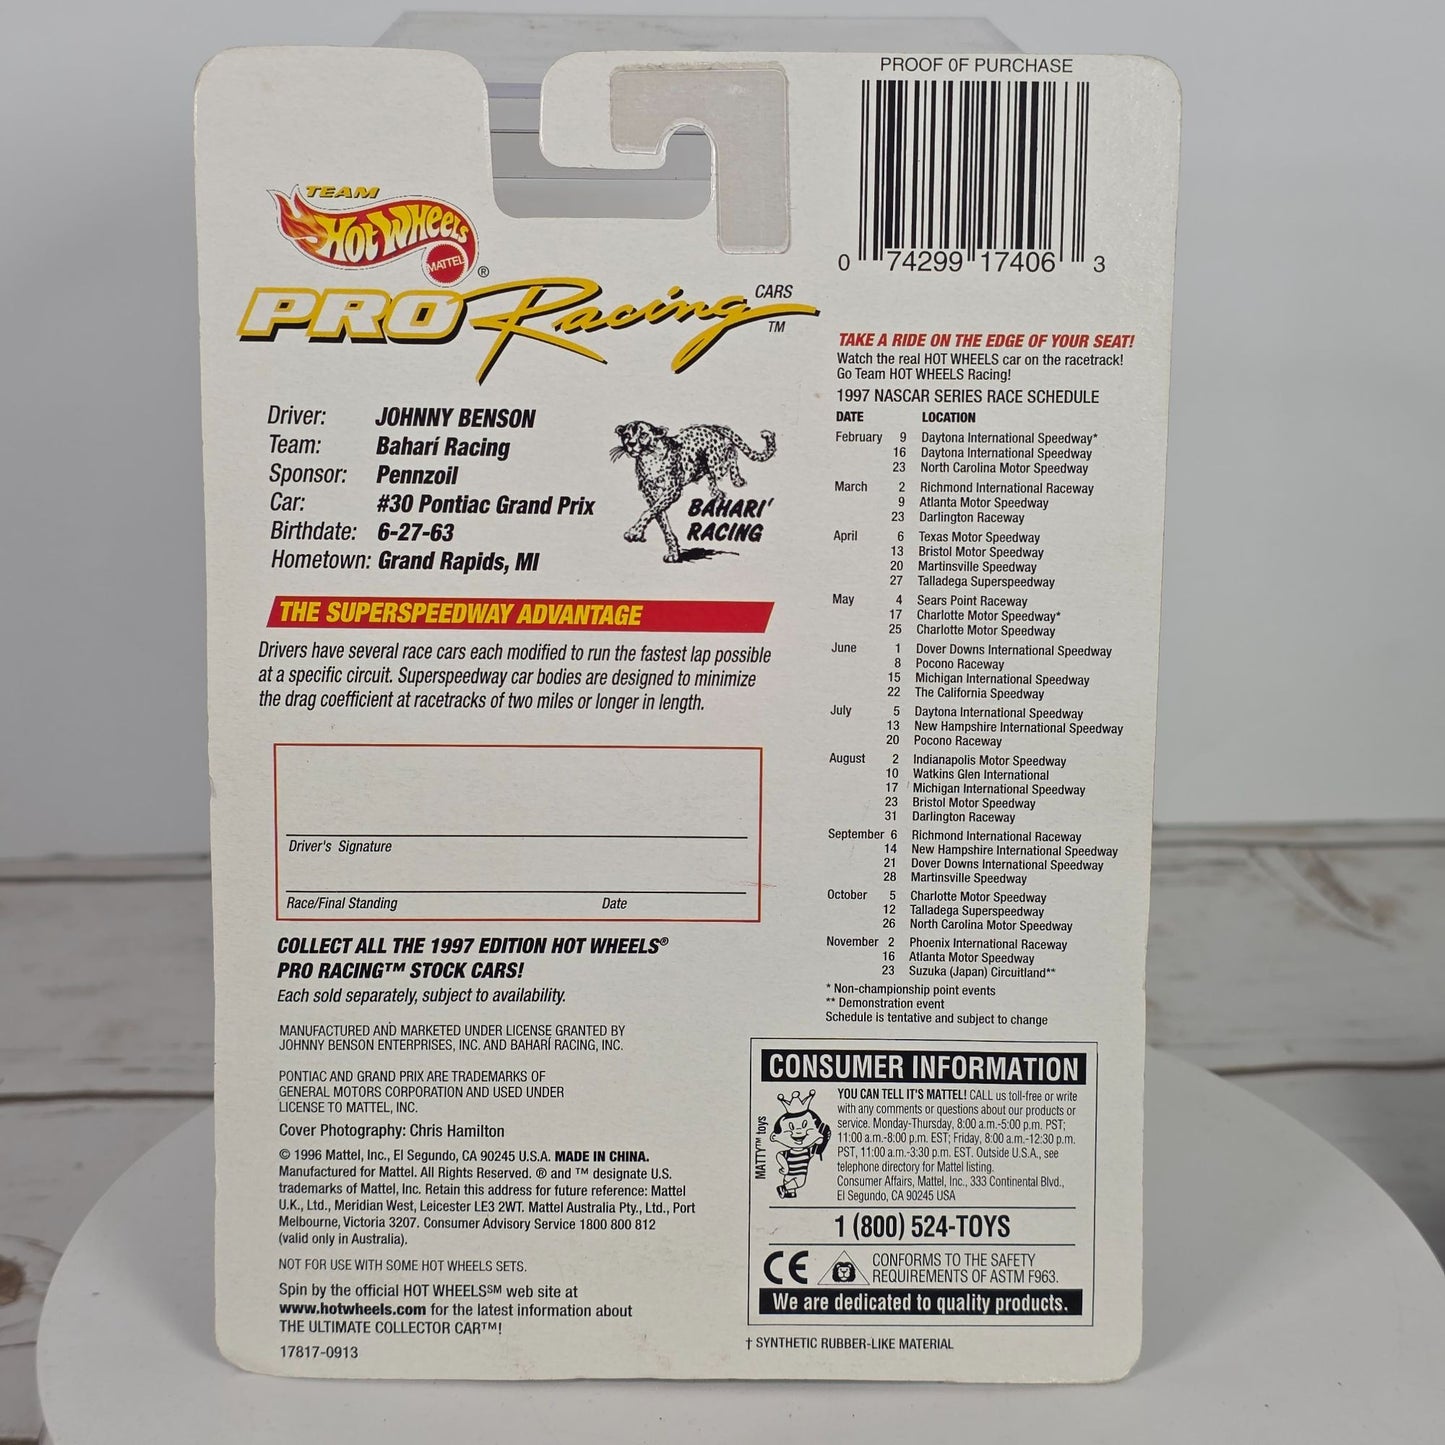 PROOF OF PURCHASE
0 74299 17406 3
TEAM
HOT WHEELS
MATTEL
®
PRO Racing CARS
TM
Driver: JOHNNY BENSON
Team: Baharí Racing
Sponsor: Pennzoil
Car: #30 Pontiac Grand Prix
Birthdate: 6-27-63
Hometown: Grand Rapids, MI
BAHARI'
RACING
THE SUPERSPEEDWAY ADVANTAGE
Drivers have several race cars each modified to run the fastest lap possible
at a specific circuit. Superspeedway car bodies are designed to minimize
the drag coefficient at racetracks of two miles or longer in length.
Driver's Signature
Race/Final Standing Date
COLLECT ALL THE 1997 EDITION HOT WHEELS®
PRO RACING™ STOCK CARS!
Each sold separately, subject to availability.
MANUFACTURED AND MARKETED UNDER LICENSE GRANTED BY
JOHNNY BENSON ENTERPRISES, INC. AND BAHARÍ RACING, INC.
PONTIAC AND GRAND PRIX ARE TRADEMARKS OF
GENERAL MOTORS CORPORATION AND USED UNDER
LICENSE TO MATTEL, INC.
Cover Photography: Chris Hamilton
© 1996 Mattel, Inc., El Segundo, CA 90245 U.S.A. MADE IN CHINA.
Manufactured for Mattel. All Rights Reserved. ® and ™ designate U.S.
trademarks of Mattel, Inc. Retain this address for future reference: Mattel
U.K., Ltd., Meridian West, Leicester LE3 2WT. Mattel Australia Pty., Ltd., Port
Melbourne, Victoria 3207. Consumer Advisory Service 1800 800 812
(valid only in Australia).
NOT FOR USE WITH SOME HOT WHEELS SETS.
Spin by the official HOT WHEELS℠ web site at
www.hotwheels.com for the latest information about
THE ULTIMATE COLLECTOR CAR™!
17817-0913
TAKE A RIDE ON THE EDGE OF YOUR SEAT!
Watch the real HOT WHEELS car on the racetrack!
Go Team HOT WHEELS Racing!
1997 NASCAR SERIES RACE SCHEDULE
DATE LOCATION
February 9 Daytona International Speedway*
16 Daytona International Speedway
23 North Carolina Motor Speedway
March 2 Richmond International Raceway
9 Atlanta Motor Speedway
23 Darlington Raceway
April 6 Texas Motor Speedway
13 Bristol Motor Speedway
20 Martinsville Speedway
27 Talladega Superspeedway
May 4 Sears Point Raceway
17 Charlotte Motor Speedway*
25 Charlotte Motor Speedway
June 1 Dover Downs International Speedway
8 Pocono Raceway
15 Michigan International Speedway
22 The California Speedway
July 5 Daytona International Speedway
13 New Hampshire International Speedway
20 Pocono Raceway
August 2 Indianapolis Motor Speedway
10 Watkins Glen International
17 Michigan International Speedway
23 Bristol Motor Speedway
31 Darlington Raceway
September 6 Richmond International Raceway
14 New Hampshire International Speedway
21 Dover Downs International Speedway
28 Martinsville Speedway
October 5 Charlotte Motor Speedway
12 Talladega Superspeedway
26 North Carolina Motor Speedway
November 2 Phoenix International Raceway
16 Atlanta Motor Speedway
23 Suzuka (Japan) Circuitland**
* Non-championship point events
** Demonstration event
Schedule is tentative and subject to change
CONSUMER INFORMATION
MATTY™ toys
YOU CAN TELL IT'S MATTEL! CALL us toll-free or write
with any comments or questions about our products or
service. Monday-Thursday, 8:00 a.m.-5:00 p.m. PST;
11:00 a.m.-8:00 p.m. EST; Friday, 8:00 a.m.-12:30 p.m.
PST, 11:00 a.m.-3:30 p.m. EST. Outside U.S.A., see
telephone directory for Mattel listing.
Consumer Affairs, Mattel, Inc., 333 Continental Blvd.,
El Segundo, CA 90245 USA
1 (800) 524-TOYS
CE
CONFORMS TO THE SAFETY
REQUIREMENTS OF ASTM F963.
We are dedicated to quality products.
† SYNTHETIC RUBBER-LIKE MATERIAL